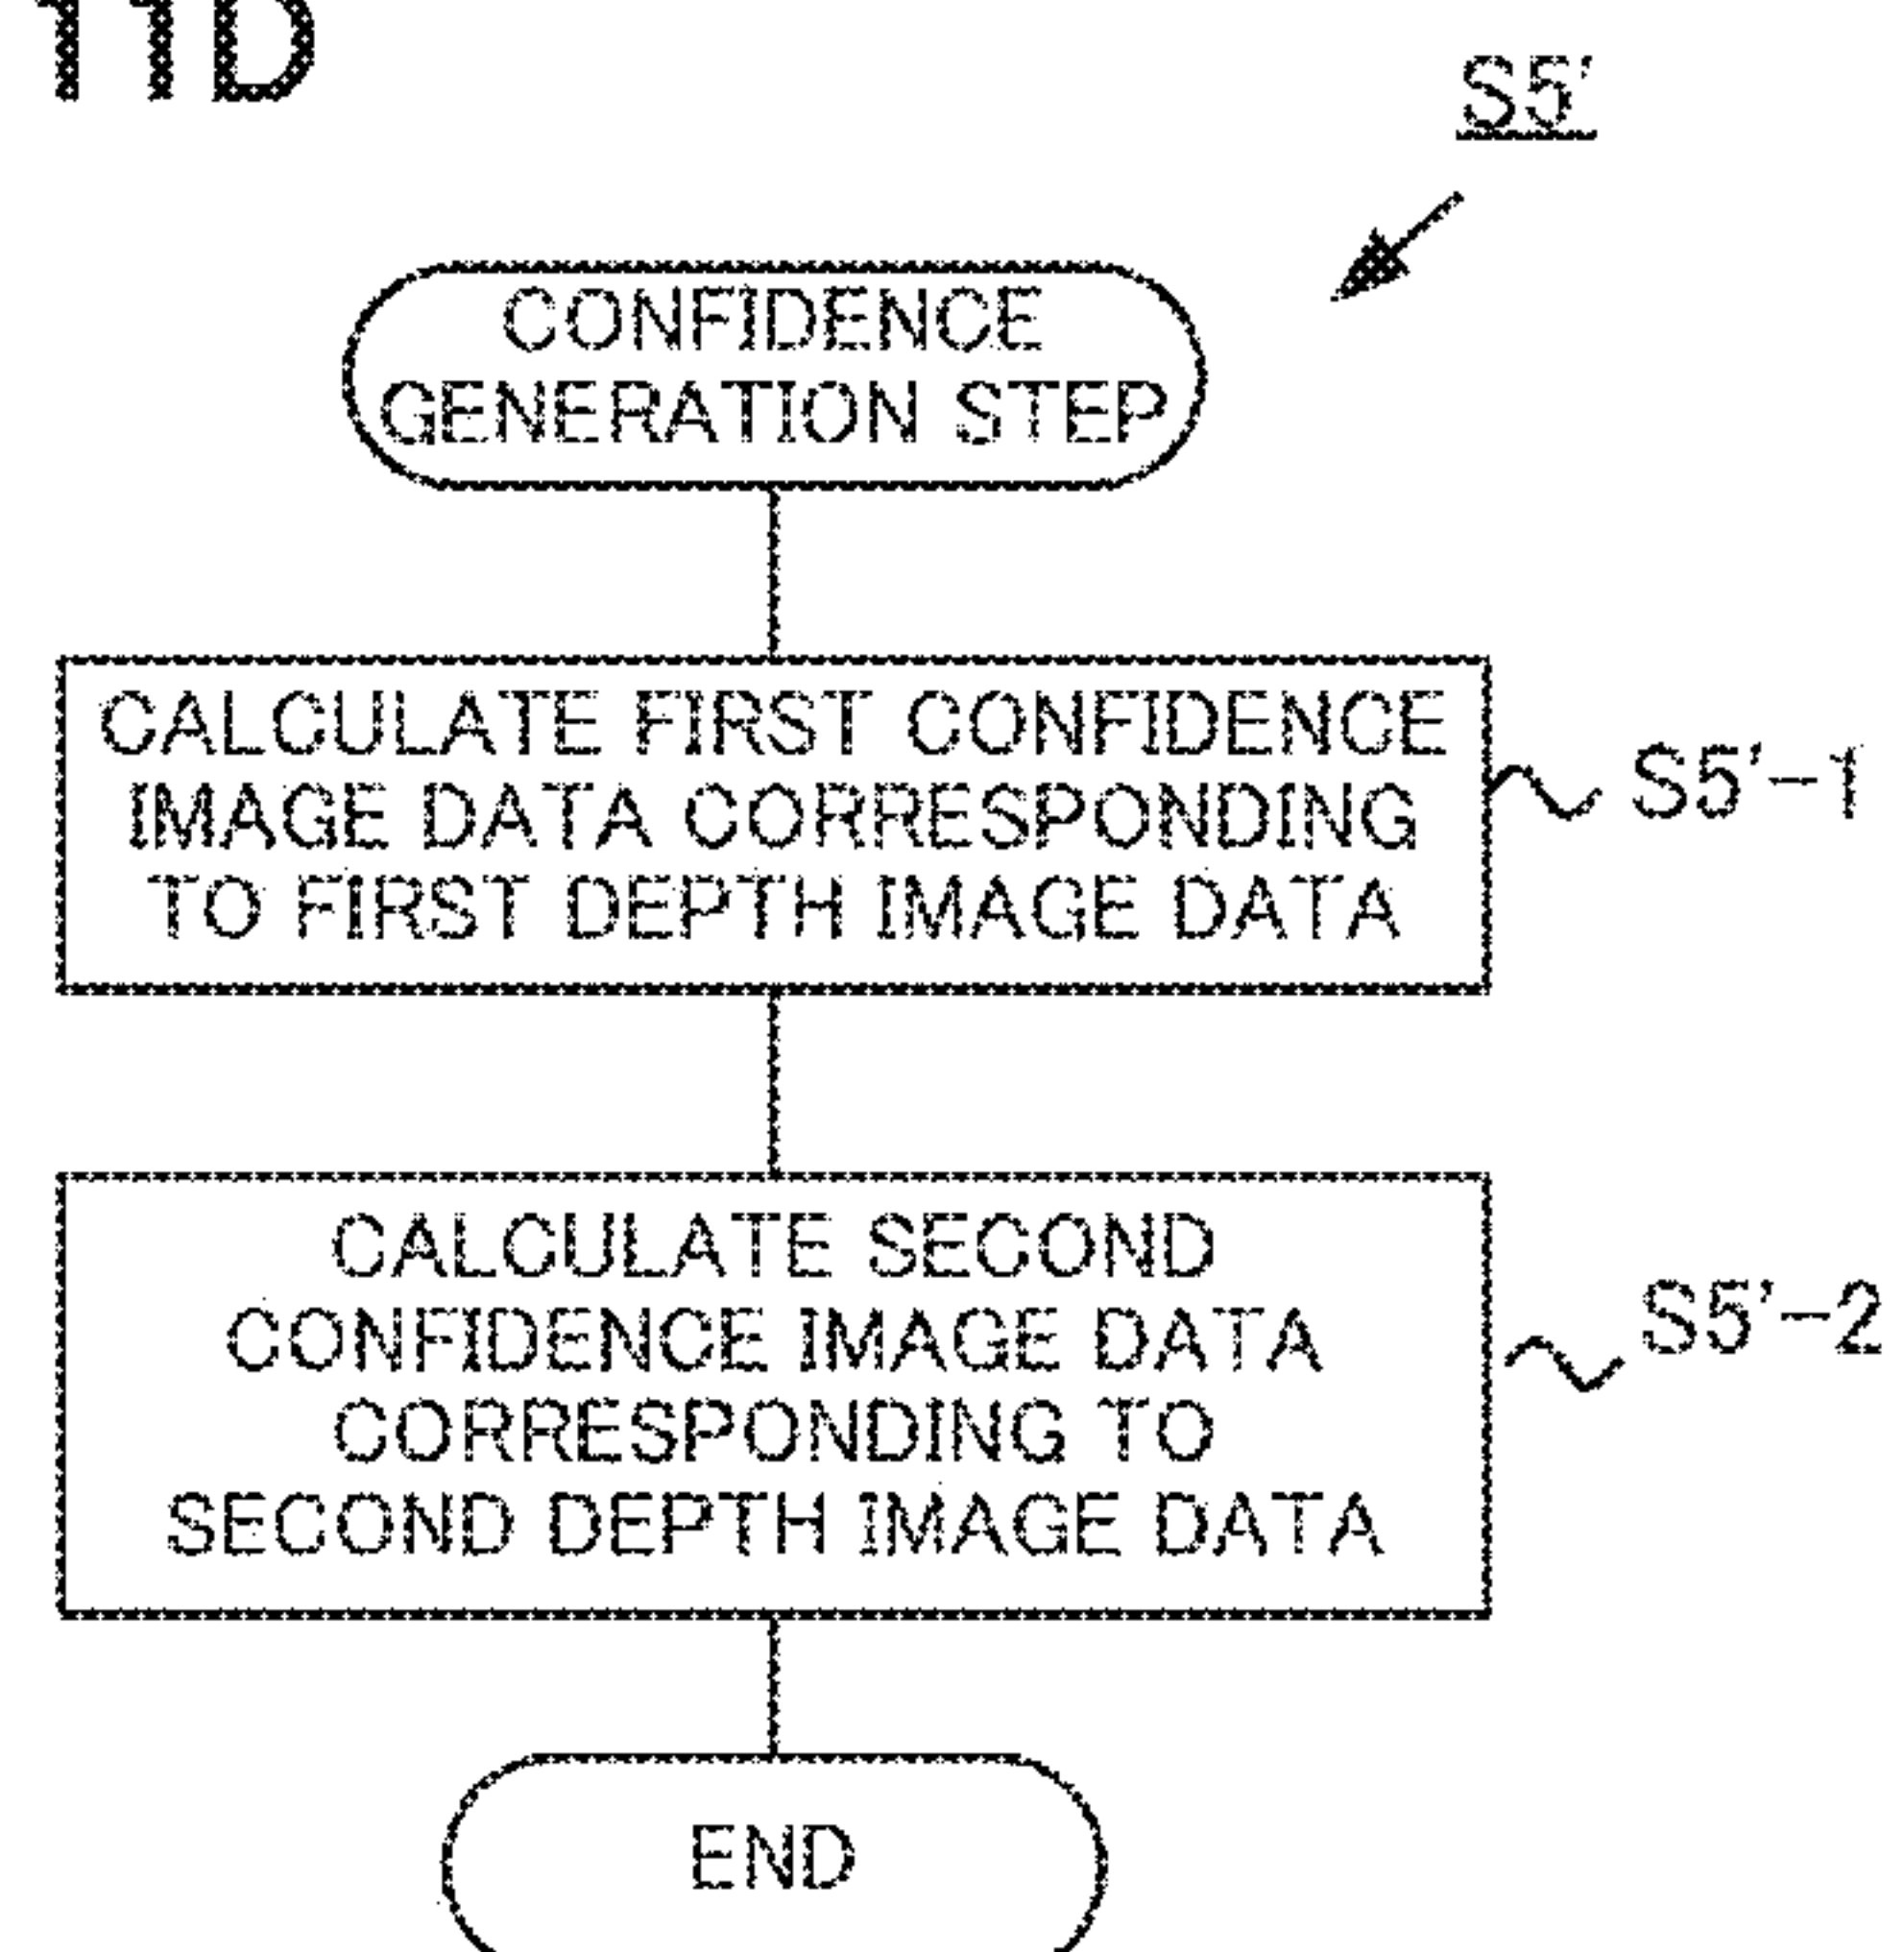 11D
S5'
CONFIDENCE
GENERATION STEP
CALCULATE FIRST CONFIDENCE
IMAGE DATA CORRESPONDING
TO FIRST DEPTH IMAGE DATA
S5'-1
CALCULATE SECOND
CONFIDENCE IMAGE DATA
CORRESPONDING TO
SECOND DEPTH IMAGE DATA
S5'-2
END